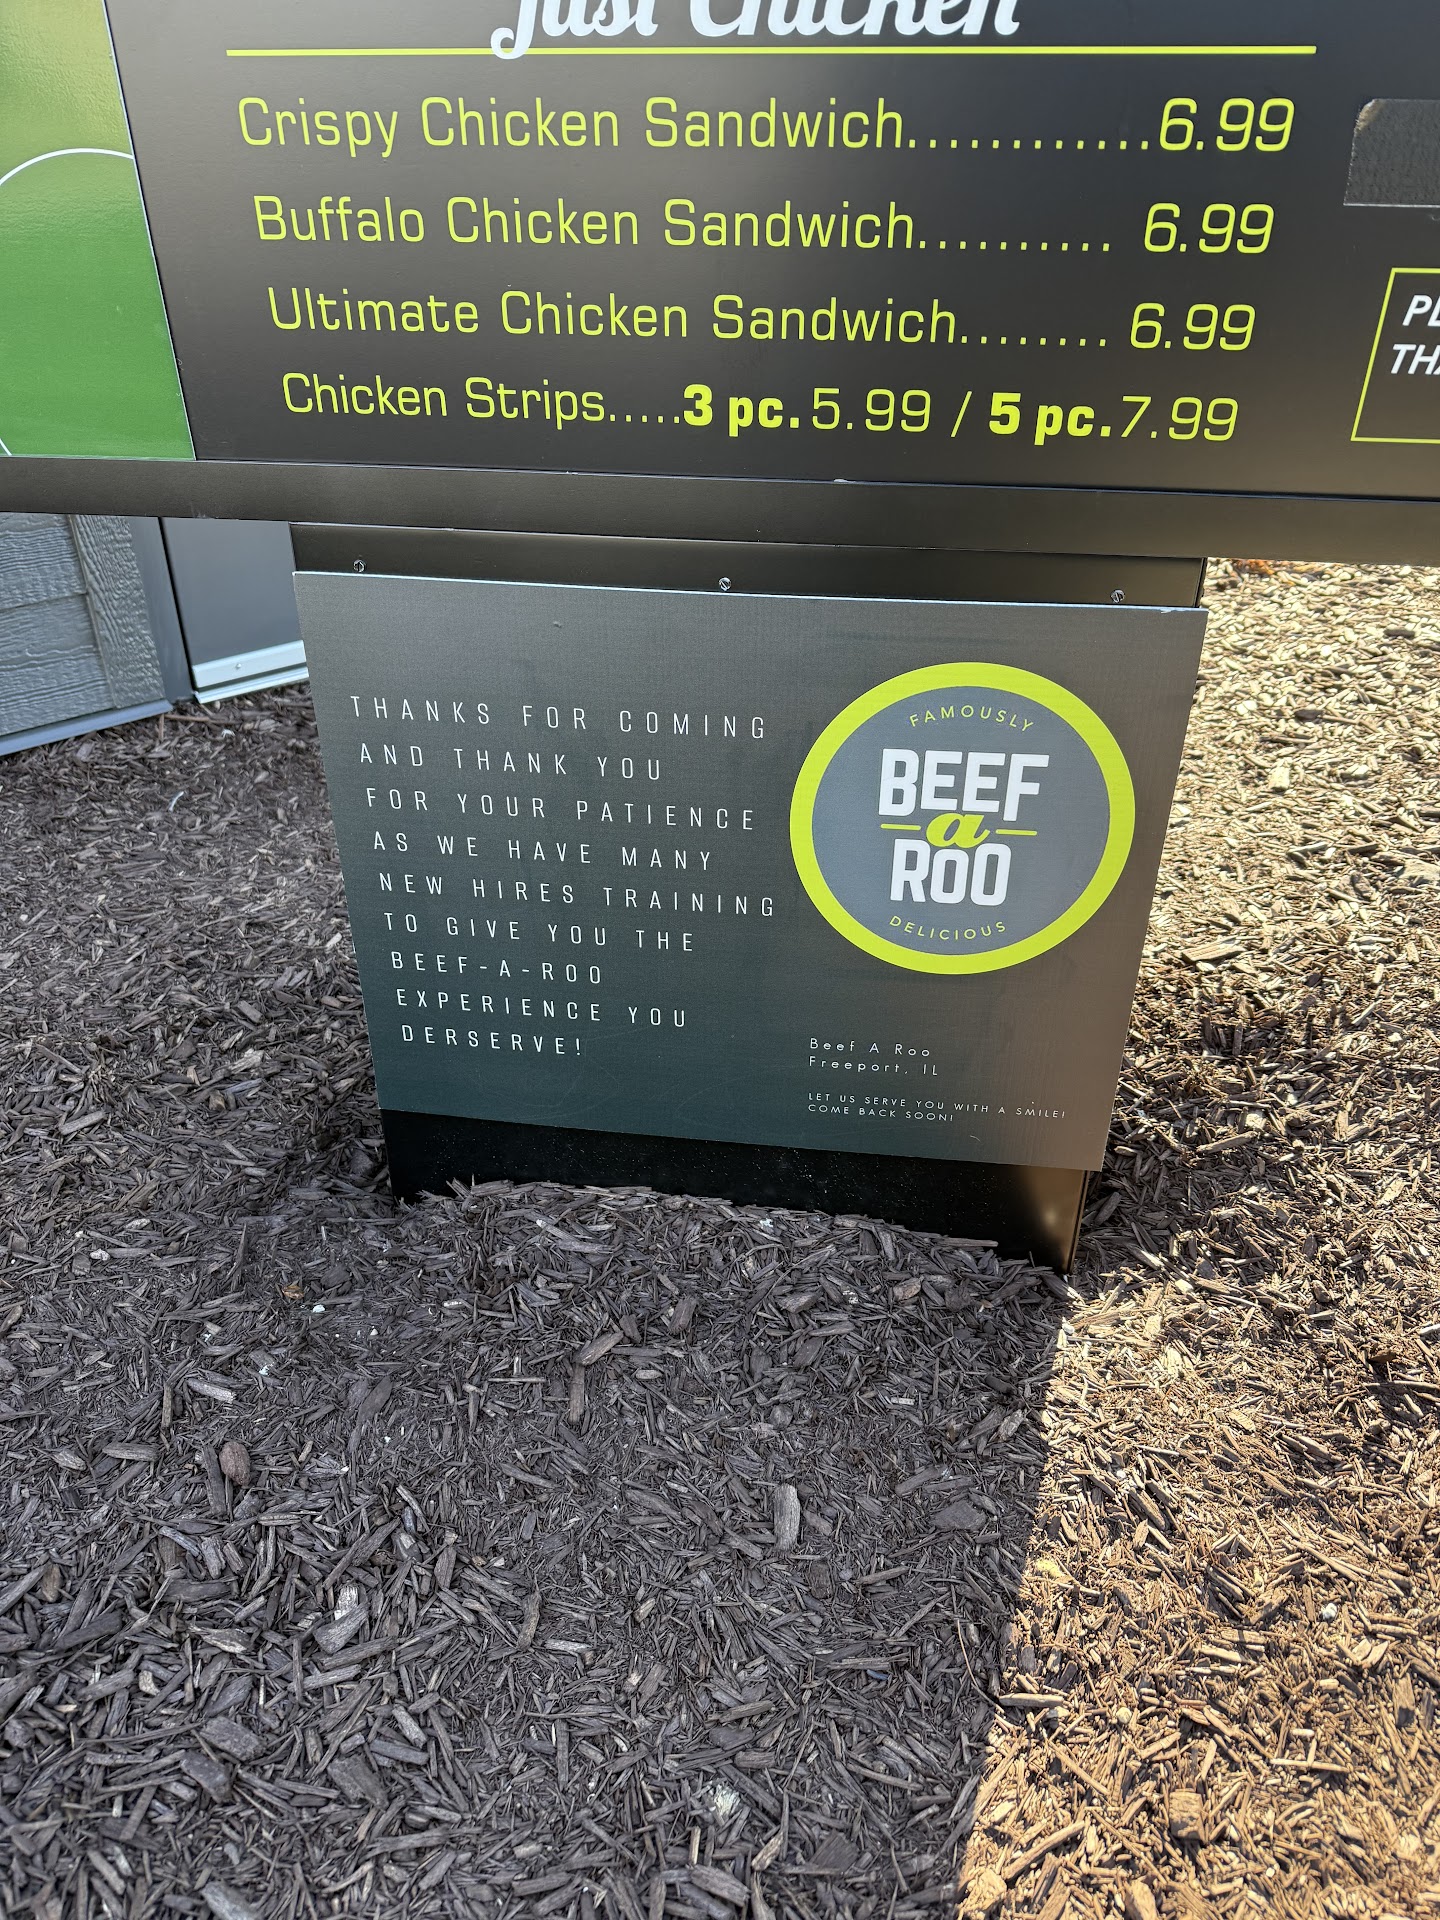 Just Chicken
Crispy Chicken Sandwich............6.99
Buffalo Chicken Sandwich.......... 6.99
Ultimate Chicken Sandwich........ 6.99
Chicken Strips.....3 pc.5.99 / 5 pc.7.99
THANKS FOR COMING
AND THANK YOU
FOR YOUR PATIENCE
AS WE HAVE MANY
NEW HIRES TRAINING
TO GIVE YOU THE
BEEF-A-ROO
EXPERIENCE YOU
DERSERVE!
FAMOUSLY
BEEF
a
ROO
DELICIOUS
Beef A Roo
Freeport, IL
LET US SERVE YOU WITH A SMILE!
COME BACK SOON!